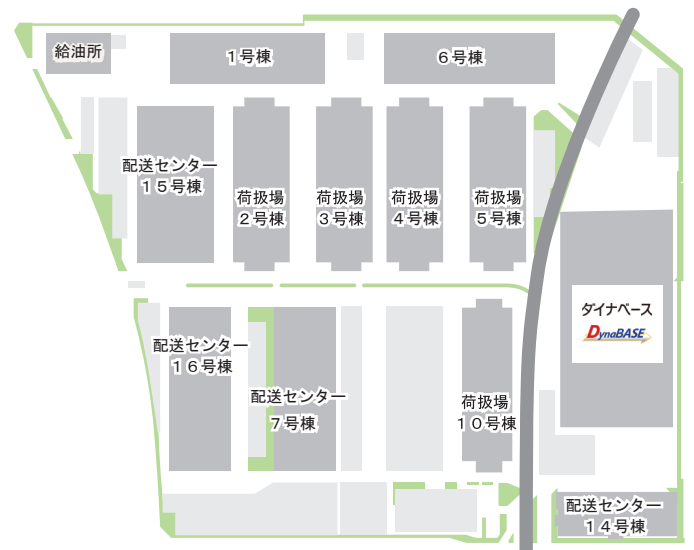 給油所
１号棟
６号棟
配送センター
１５号棟
荷扱場
２号棟
荷扱場
３号棟
荷扱場
４号棟
荷扱場
５号棟
ダイナベース
DynaBASE
配送センター
１６号棟
配送センター
７号棟
荷扱場
１０号棟
配送センター
１４号棟